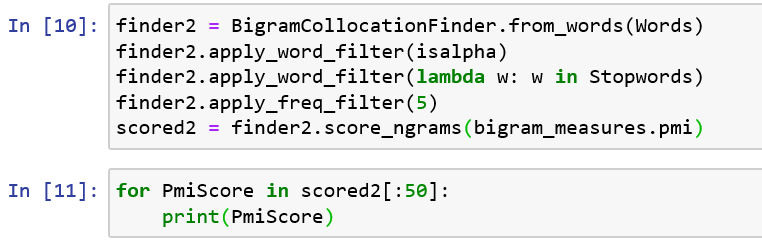 In [10]: finder2 = BigramCollocationFinder.from_words(Words)
finder2.apply_word_filter(isalpha)
finder2.apply_word_filter(lambda w: w in Stopwords)
finder2.apply_freq_filter(5)
scored2 = finder2.score_ngrams(bigram_measures.pmi)
In [11]: for PmiScore in scored2[:50]:
    print(PmiScore)